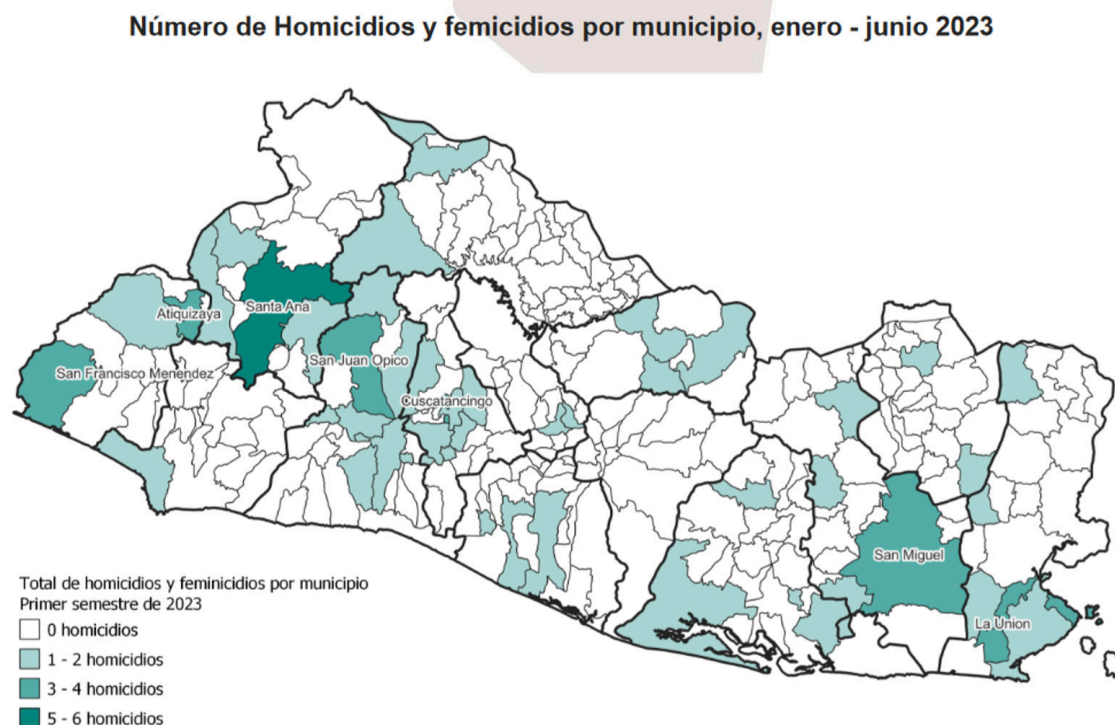 Número de Homicidios y femicidios por municipio, enero - junio 2023
Atiquizaya
Santa Ana
San Francisco Menéndez
San Juan Opico
Cuscatancingo
San Miguel
La Union
Total de homicidios y feminicidios por municipio
Primer semestre de 2023
0 homicidios
1 - 2 homicidios
3 - 4 homicidios
5 - 6 homicidios